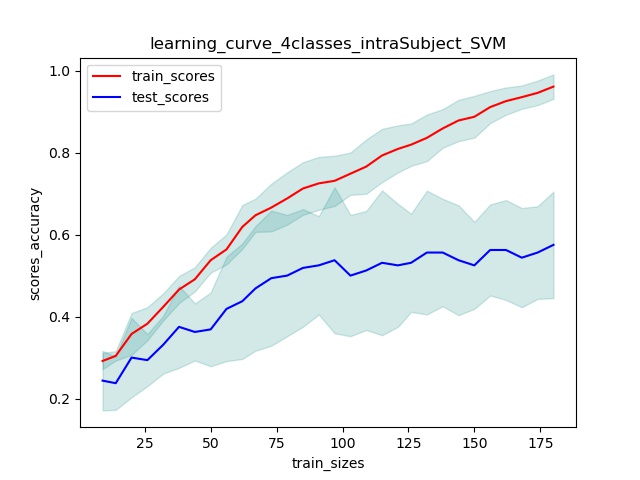 learning_curve_4classes_intraSubject_SVM
1.0
train_scores
test_scores
0.8
0.6
0.4
0.2
scores_accuracy
25
50
75
100
125
150
175
train_sizes